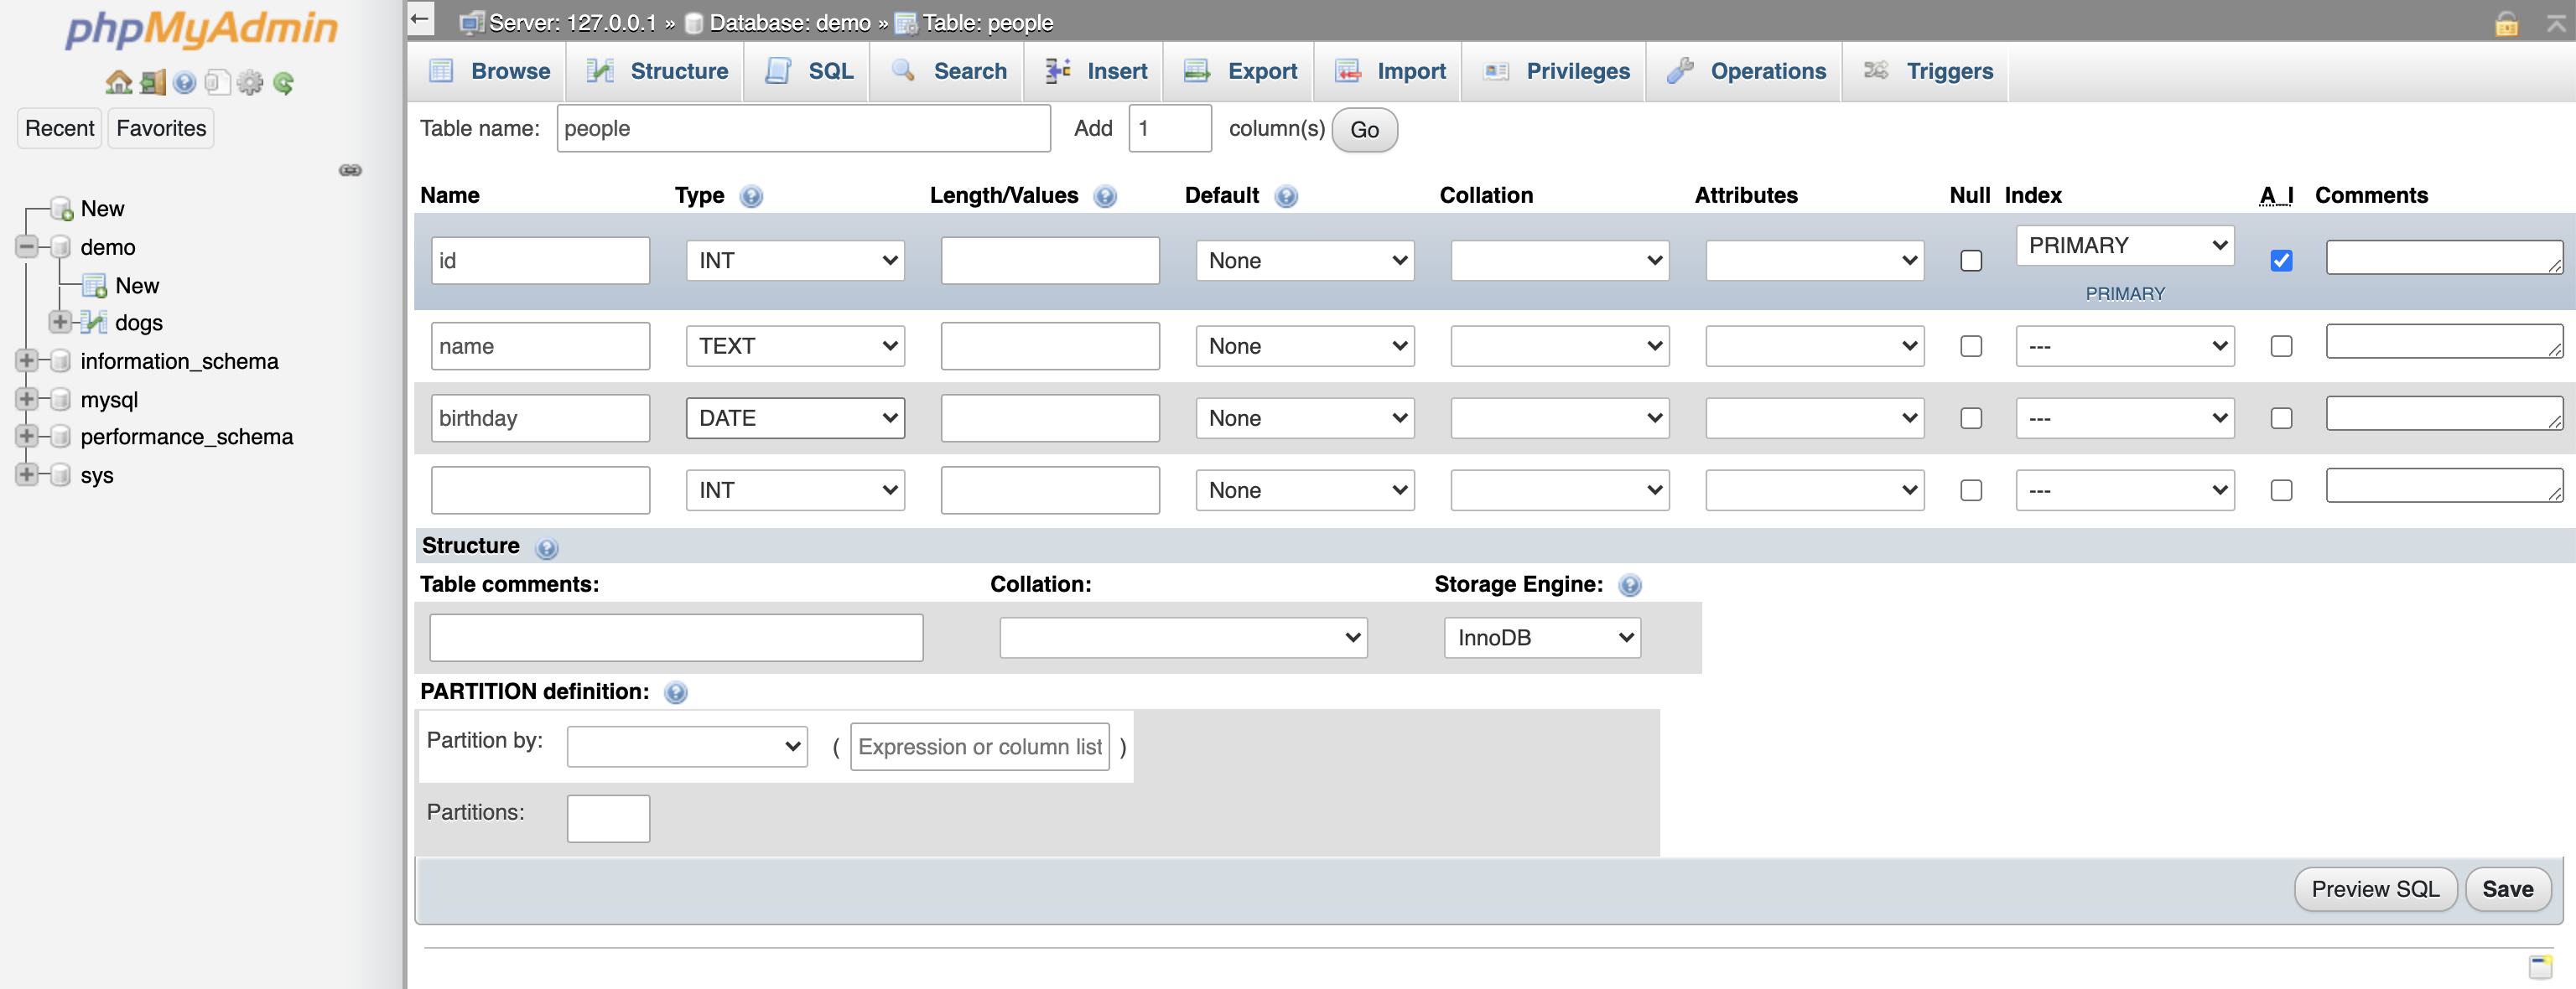 phpMyAdmin
Recent Favorites
New
demo
New
dogs
information_schema
mysql
performance_schema
sys
Server: 127.0.0.1 » Database: demo » Table: people
Browse Structure SQL Search Insert Export Import Privileges Operations Triggers
Table name: people Add 1 column(s) Go
Name Type Length/Values Default Collation Attributes Null Index A_I Comments
id INT None PRIMARY
PRIMARY
name TEXT None ---
birthday DATE None ---
INT None ---
Structure
Table comments: Collation: Storage Engine:
InnoDB
PARTITION definition:
Partition by: ( Expression or column list )
Partitions:
Preview SQL Save